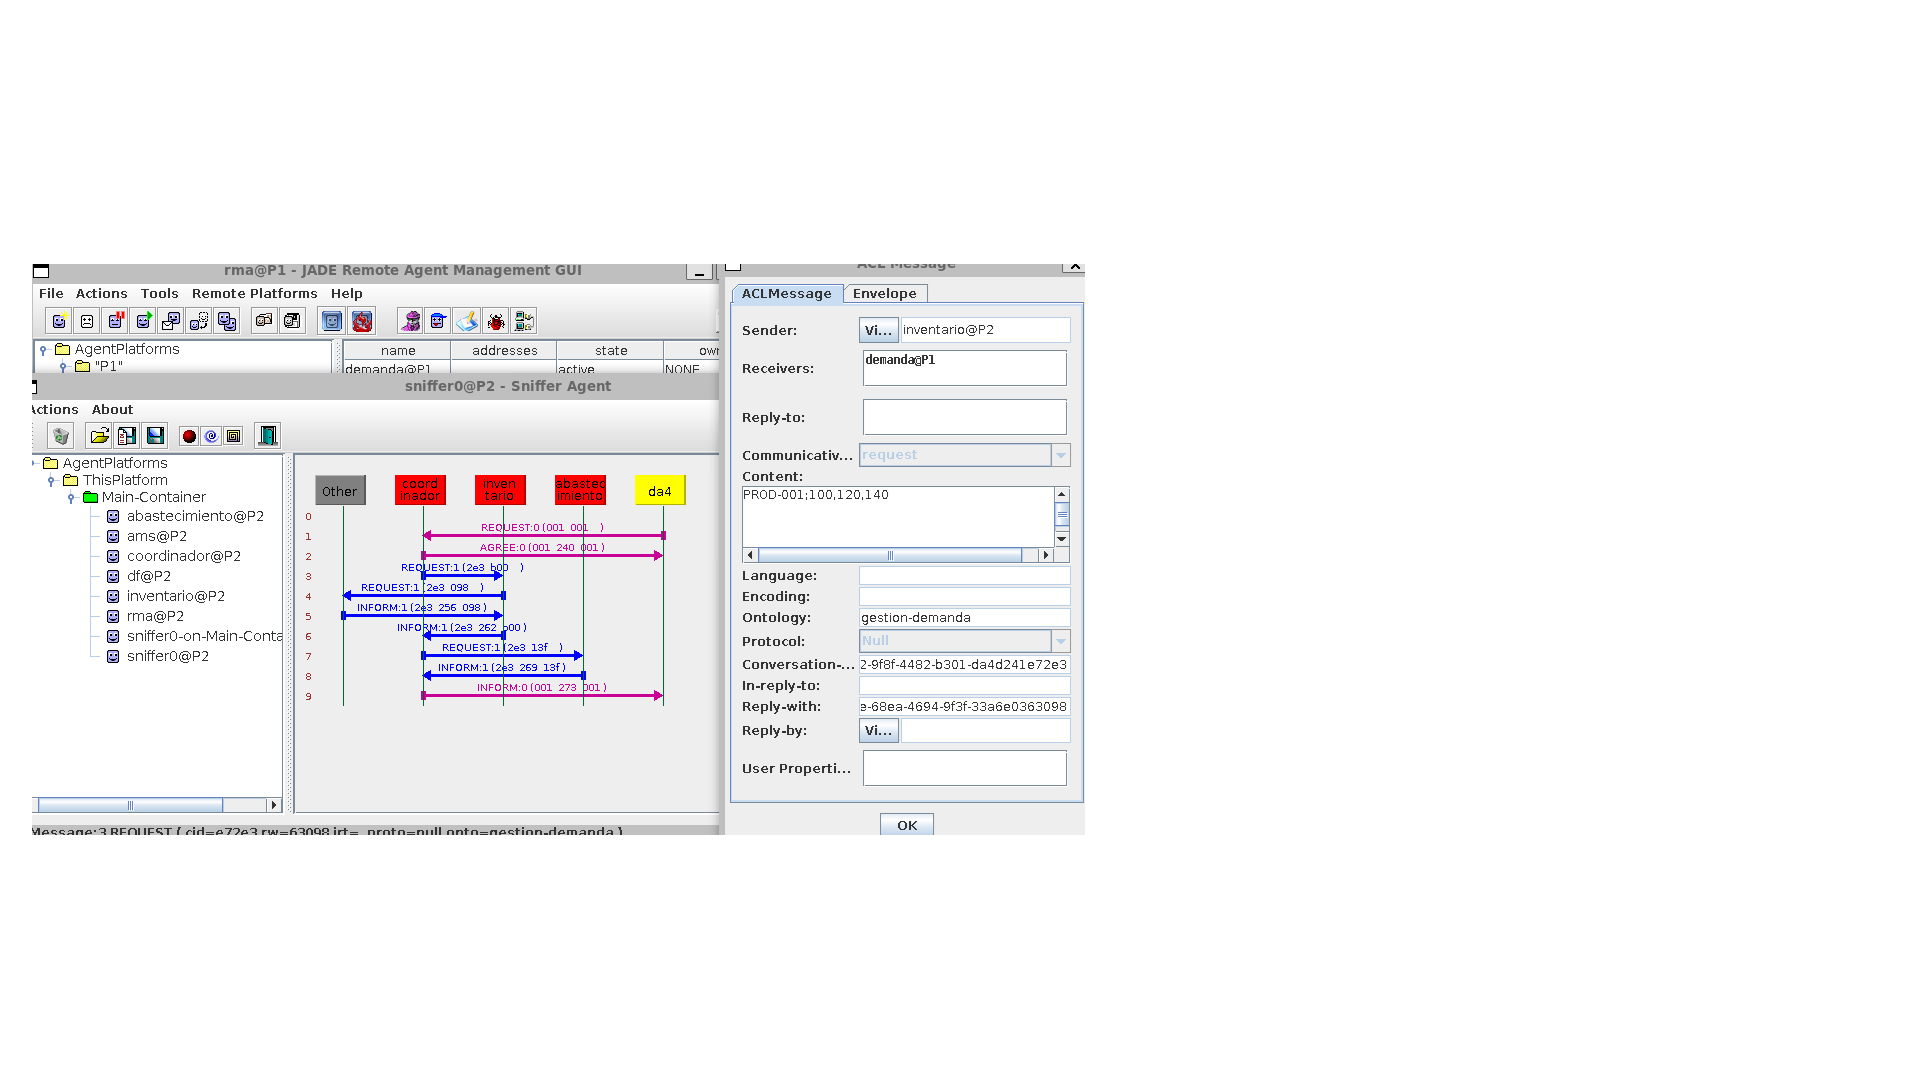 rma@P1 - JADE Remote Agent Management GUI
File Actions Tools Remote Platforms Help
AgentPlatforms
"P1"
name addresses state own
demanda@P1 active NONE
sniffer0@P2 - Sniffer Agent
Actions About
AgentPlatforms
ThisPlatform
Main-Container
abastecimiento@P2
ams@P2
coordinador@P2
df@P2
inventario@P2
rma@P2
sniffer0-on-Main-Conta
sniffer0@P2
Other
coord
inador
inven
tario
abastec
imiento
da4
0
REQUEST:0 (001 001 )
1
AGREE:0 (001 240 001 )
2
REQUEST:1 (2e3 b00 )
3
REQUEST:1 (2e3 098 )
4
INFORM:1 (2e3 256 098 )
5
INFORM:1 (2e3 262 b00 )
6
REQUEST:1 (2e3 13f )
7
INFORM:1 (2e3 269 13f )
8
INFORM:0 (001 273 001 )
9
Message:3 REQUEST ( cid=e72e3 rw=63098 irt= proto=null onto=gestion-demanda )
ACL Message
ACLMessage Envelope
Sender: Vi... inventario@P2
Receivers: demanda@P1
Reply-to:
Communicativ... request
Content:
PROD-001;100,120,140
Language:
Encoding:
Ontology: gestion-demanda
Protocol: Null
Conversation-... 2-9f8f-4482-b301-da4d241e72e3
In-reply-to:
Reply-with: e-68ea-4694-9f3f-33a6e0363098
Reply-by: Vi...
User Properti...
OK